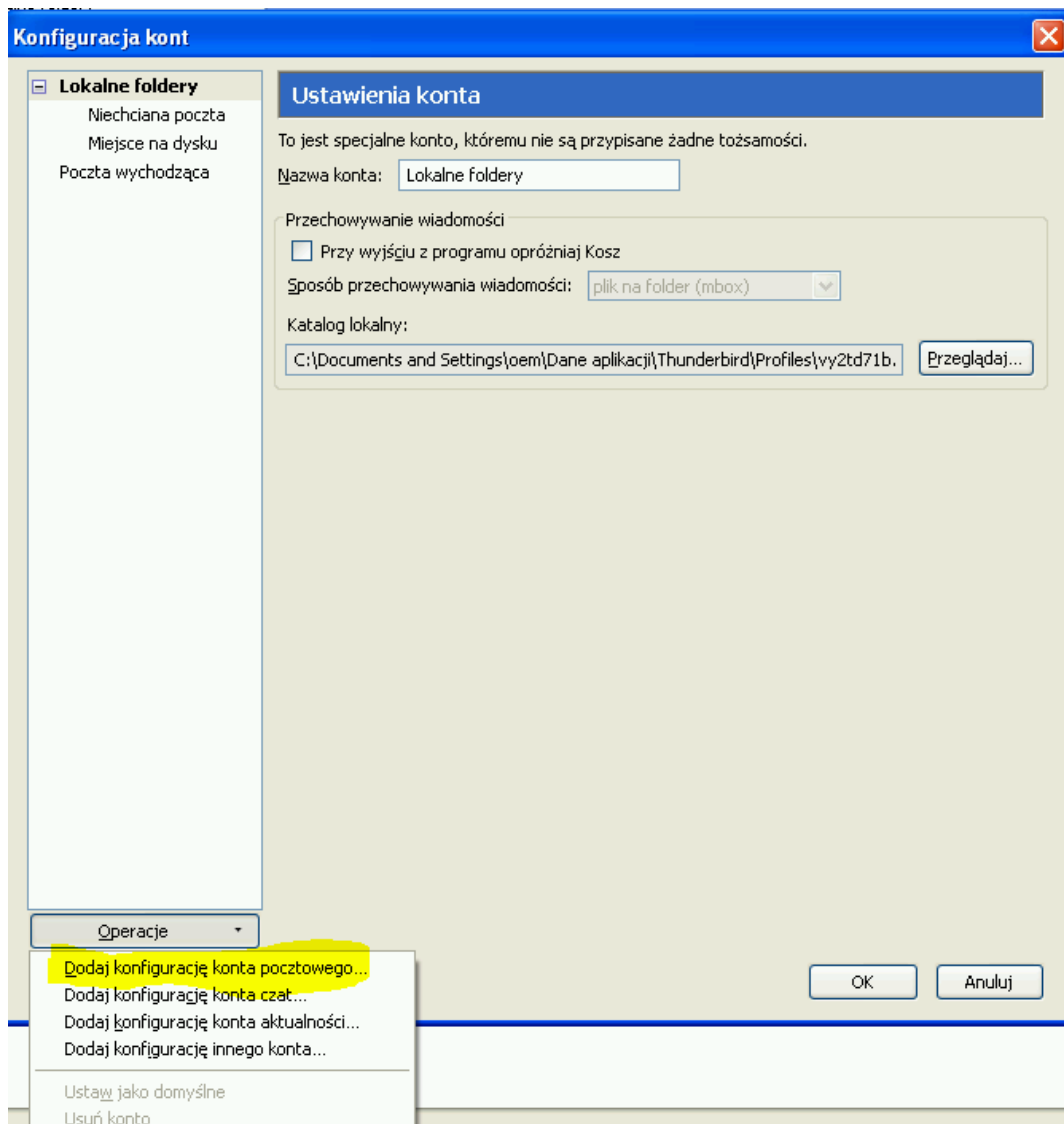 Konfiguracja kont
Lokalne foldery
Niechciana poczta
Miejsce na dysku
Poczta wychodząca
Ustawienia konta
To jest specjalne konto, któremu nie są przypisane żadne tożsamości.
Nazwa konta: Lokalne foldery
Przechowywanie wiadomości
Przy wyjściu z programu opróżniaj Kosz
Sposób przechowywania wiadomości: plik na folder (mbox)
Katalog lokalny:
C:\Documents and Settings\oem\Dane aplikacji\Thunderbird\Profiles\vy2td71b. Przeglądaj...
Operacje
Dodaj konfigurację konta pocztowego...
Dodaj konfigurację konta czat...
Dodaj konfigurację konta aktualności...
Dodaj konfigurację innego konta...
Ustaw jako domyślne
Usuń konto
OK Anuluj